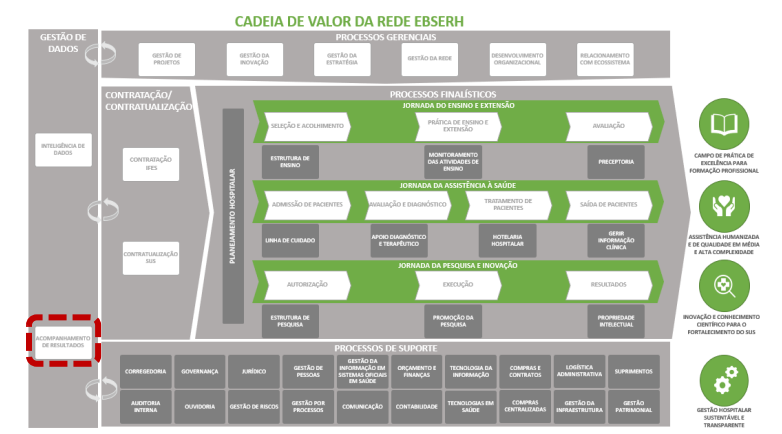 CADEIA DE VALOR DA REDE EBSERH
GESTÃO DE
DADOS
PROCESSOS GERENCIAIS
GESTÃO DE
PROJETOS
GESTÃO DA
INOVAÇÃO
GESTÃO DA
ESTRATÉGIA
GESTÃO DA REDE
DESENVOLVIMENTO
ORGANIZACIONAL
RELACIONAMENTO
COM ECOSSISTEMA
INTELIGÊNCIA DE
DADOS
ACOMPANHAMENTO
DE RESULTADOS
CONTRATAÇÃO/
CONTRATUALIZAÇÃO
CONTRATAÇÃO
IFES
CONTRATUALIZAÇÃO
SUS
PROCESSOS FINALÍSTICOS
PLANEJAMENTO HOSPITALAR
JORNADA DO ENSINO E EXTENSÃO
SELEÇÃO E ACOLHIMENTO
PRÁTICA DE ENSINO E
EXTENSÃO
AVALIAÇÃO
ESTRUTURA DE
ENSINO
MONITORAMENTO
DAS ATIVIDADES DE
ENSINO
PRECEPTORIA
JORNADA DA ASSISTÊNCIA À SAÚDE
ADMISSÃO DE PACIENTES
AVALIAÇÃO E DIAGNÓSTICO
TRATAMENTO DE
PACIENTES
SAÍDA DE PACIENTES
LINHA DE CUIDADO
APOIO DIAGNÓSTICO
E TERAPÊUTICO
HOTELARIA
HOSPITALAR
GERIR
INFORMAÇÃO
CLÍNICA
JORNADA DA PESQUISA E INOVAÇÃO
AUTORIZAÇÃO
EXECUÇÃO
RESULTADOS
ESTRUTURA DE
PESQUISA
PROMOÇÃO DA
PESQUISA
PROPRIEDADE
INTELECTUAL
PROCESSOS DE SUPORTE
CORREGEDORIA
GOVERNANÇA
JURÍDICO
GESTÃO DE
PESSOAS
GESTÃO DA
INFORMAÇÃO EM
SISTEMAS OFICIAIS
EM SAÚDE
ORÇAMENTO E
FINANÇAS
TECNOLOGIA DA
INFORMAÇÃO
COMPRAS E
CONTRATOS
LOGÍSTICA
ADMINISTRATIVA
SUPRIMENTOS
AUDITORIA
INTERNA
OUVIDORIA
GESTÃO DE RISCOS
GESTÃO POR
PROCESSOS
COMUNICAÇÃO
CONTABILIDADE
TECNOLOGIAS EM
SAÚDE
COMPRAS
CENTRALIZADAS
GESTÃO DA
INFRAESTRUTURA
GESTÃO
PATRIMONIAL
CAMPO DE PRÁTICA DE
EXCELÊNCIA PARA
FORMAÇÃO PROFISSIONAL
ASSISTÊNCIA HUMANIZADA
E DE QUALIDADE EM MÉDIA
E ALTA COMPLEXIDADE
INOVAÇÃO E CONHECIMENTO
CIENTÍFICO PARA O
FORTALECIMENTO DO SUS
GESTÃO HOSPITALAR
SUSTENTÁVEL E
TRANSPARENTE